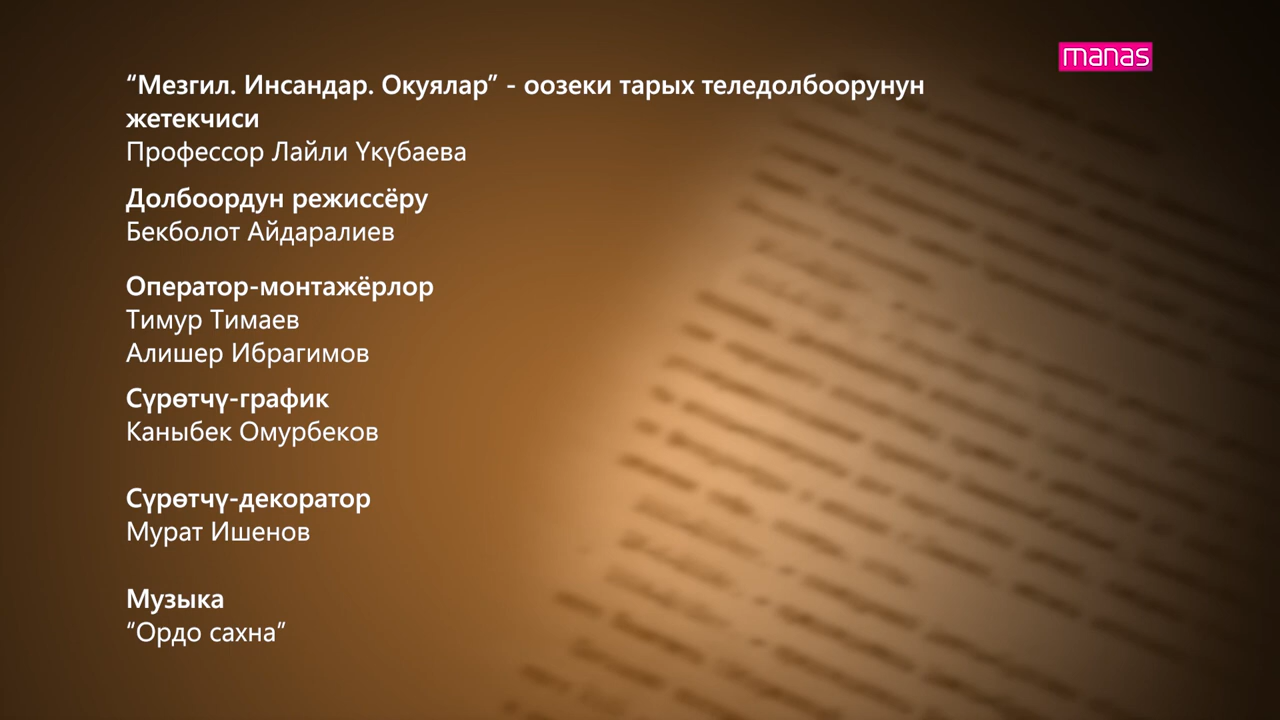 manas
“Мезгил. Инсандар. Окуялар” - оозеки тарых теледолбоорунун
жетекчиси
Профессор Лайли Үкүбаева
Долбоордун режиссёру
Бекболот Айдаралиев
Оператор-монтажёрлор
Тимур Тимаев
Алишер Ибрагимов
Сүрөтчү-график
Каныбек Омурбеков
Сүрөтчү-декоратор
Мурат Ишенов
Музыка
“Ордо сахна”